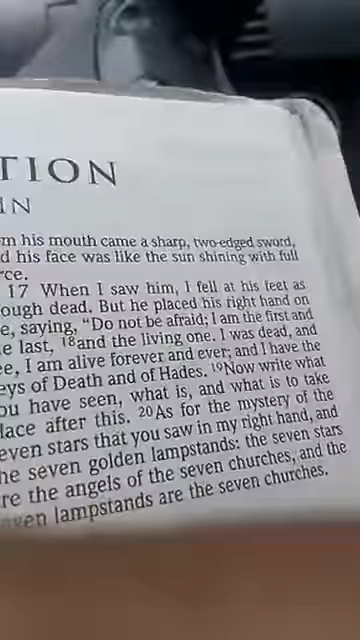 TION
IN
m his mouth came a sharp, two-edged sword,
d his face was like the sun shining with full
rce.
17 When I saw him, I fell at his feet as
ough dead. But he placed his right hand on
e, saying, “Do not be afraid; I am the first and
e last, 18and the living one. I was dead, and
ee, I am alive forever and ever; and I have the
eys of Death and of Hades. 19Now write what
ou have seen, what is, and what is to take
lace after this. 20As for the mystery of the
even stars that you saw in my right hand, and
he seven golden lampstands: the seven stars
re the angels of the seven churches, and the
even lampstands are the seven churches.